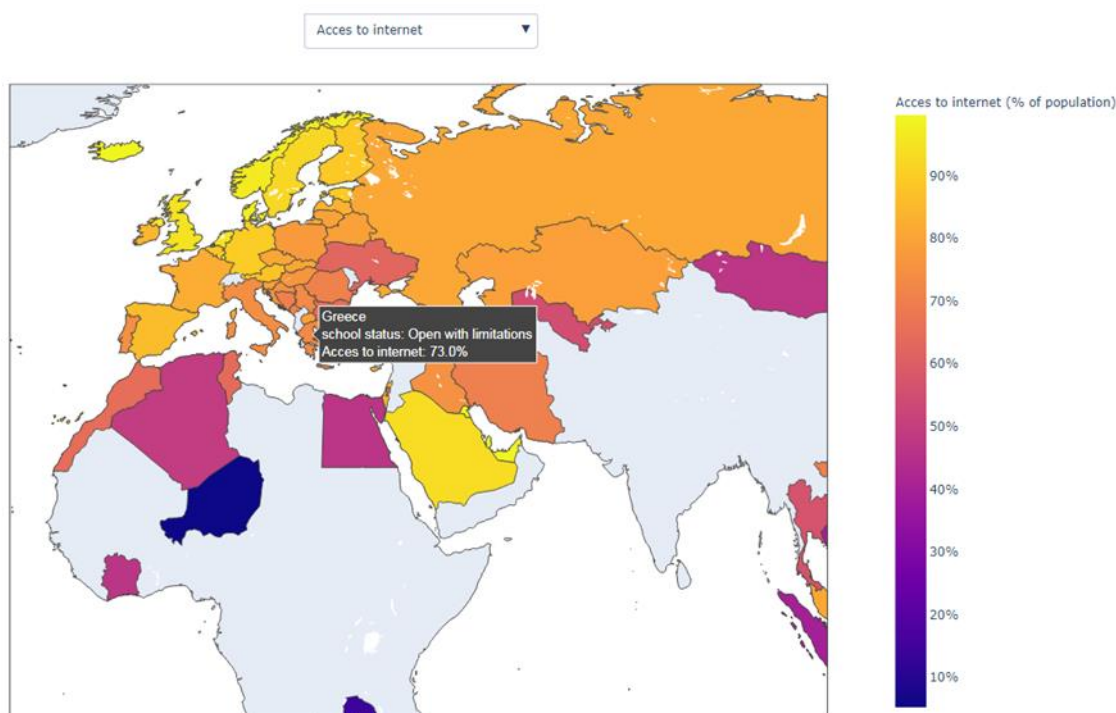 Acces to internet
Acces to internet (% of population)
90%
80%
70%
60%
50%
40%
30%
20%
10%
Greece
school status: Open with limitations
Acces to internet: 73.0%